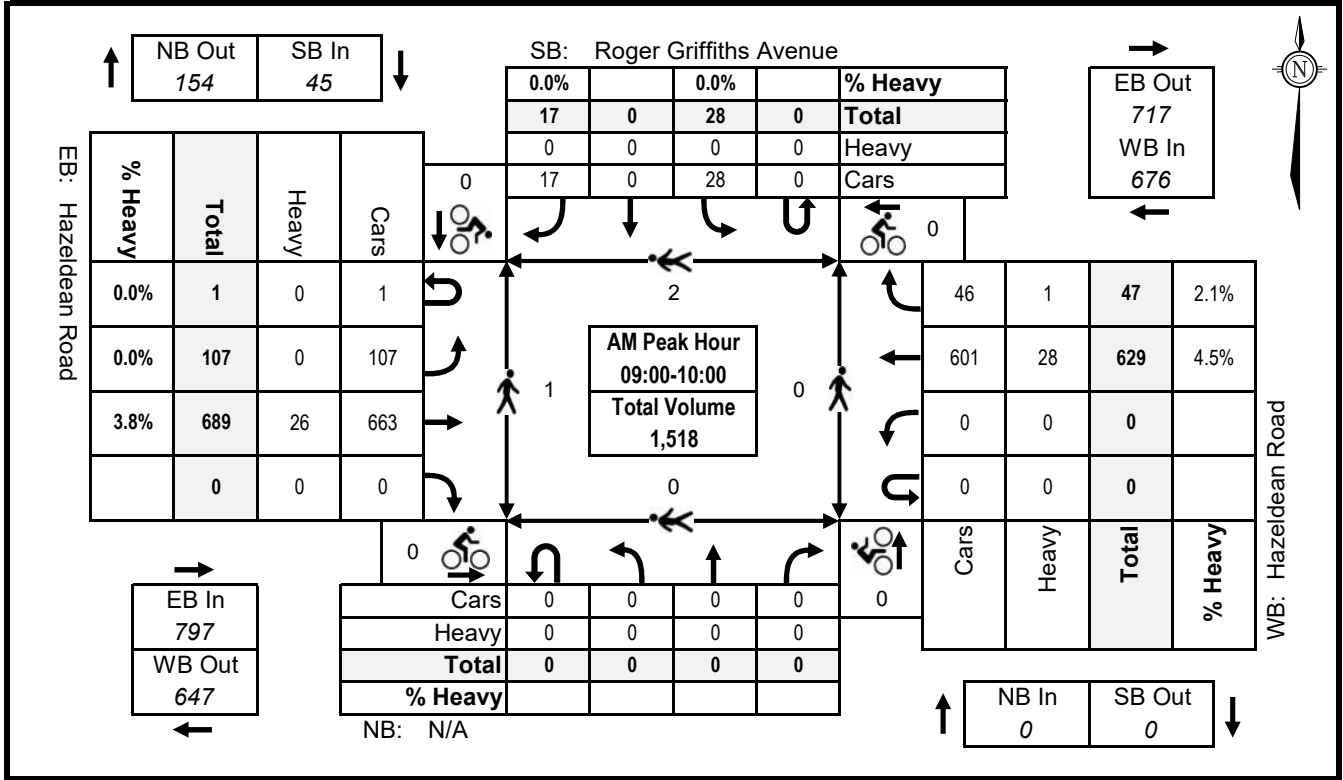 NB Out SB In
154 45
SB: Roger Griffiths Avenue
0.0% 0.0% % Heavy
17 0 28 0 Total
0 0 0 0 Heavy
17 0 28 0 Cars
EB Out
717
WB In
676
N
EB: Hazeldean Road
% Heavy Total Heavy Cars
0.0% 1 0 1
0.0% 107 0 107
3.8% 689 26 663
0 0 0
0
0
2
1
0
0
AM Peak Hour
09:00-10:00
Total Volume
1,518
46 1 47 2.1%
601 28 629 4.5%
0 0 0
0 0 0
Cars Heavy Total % Heavy
WB: Hazeldean Road
0
0
EB In
797
WB Out
647
Cars 0 0 0 0
Heavy 0 0 0 0
Total 0 0 0 0
% Heavy
NB: N/A
NB In SB Out
0 0